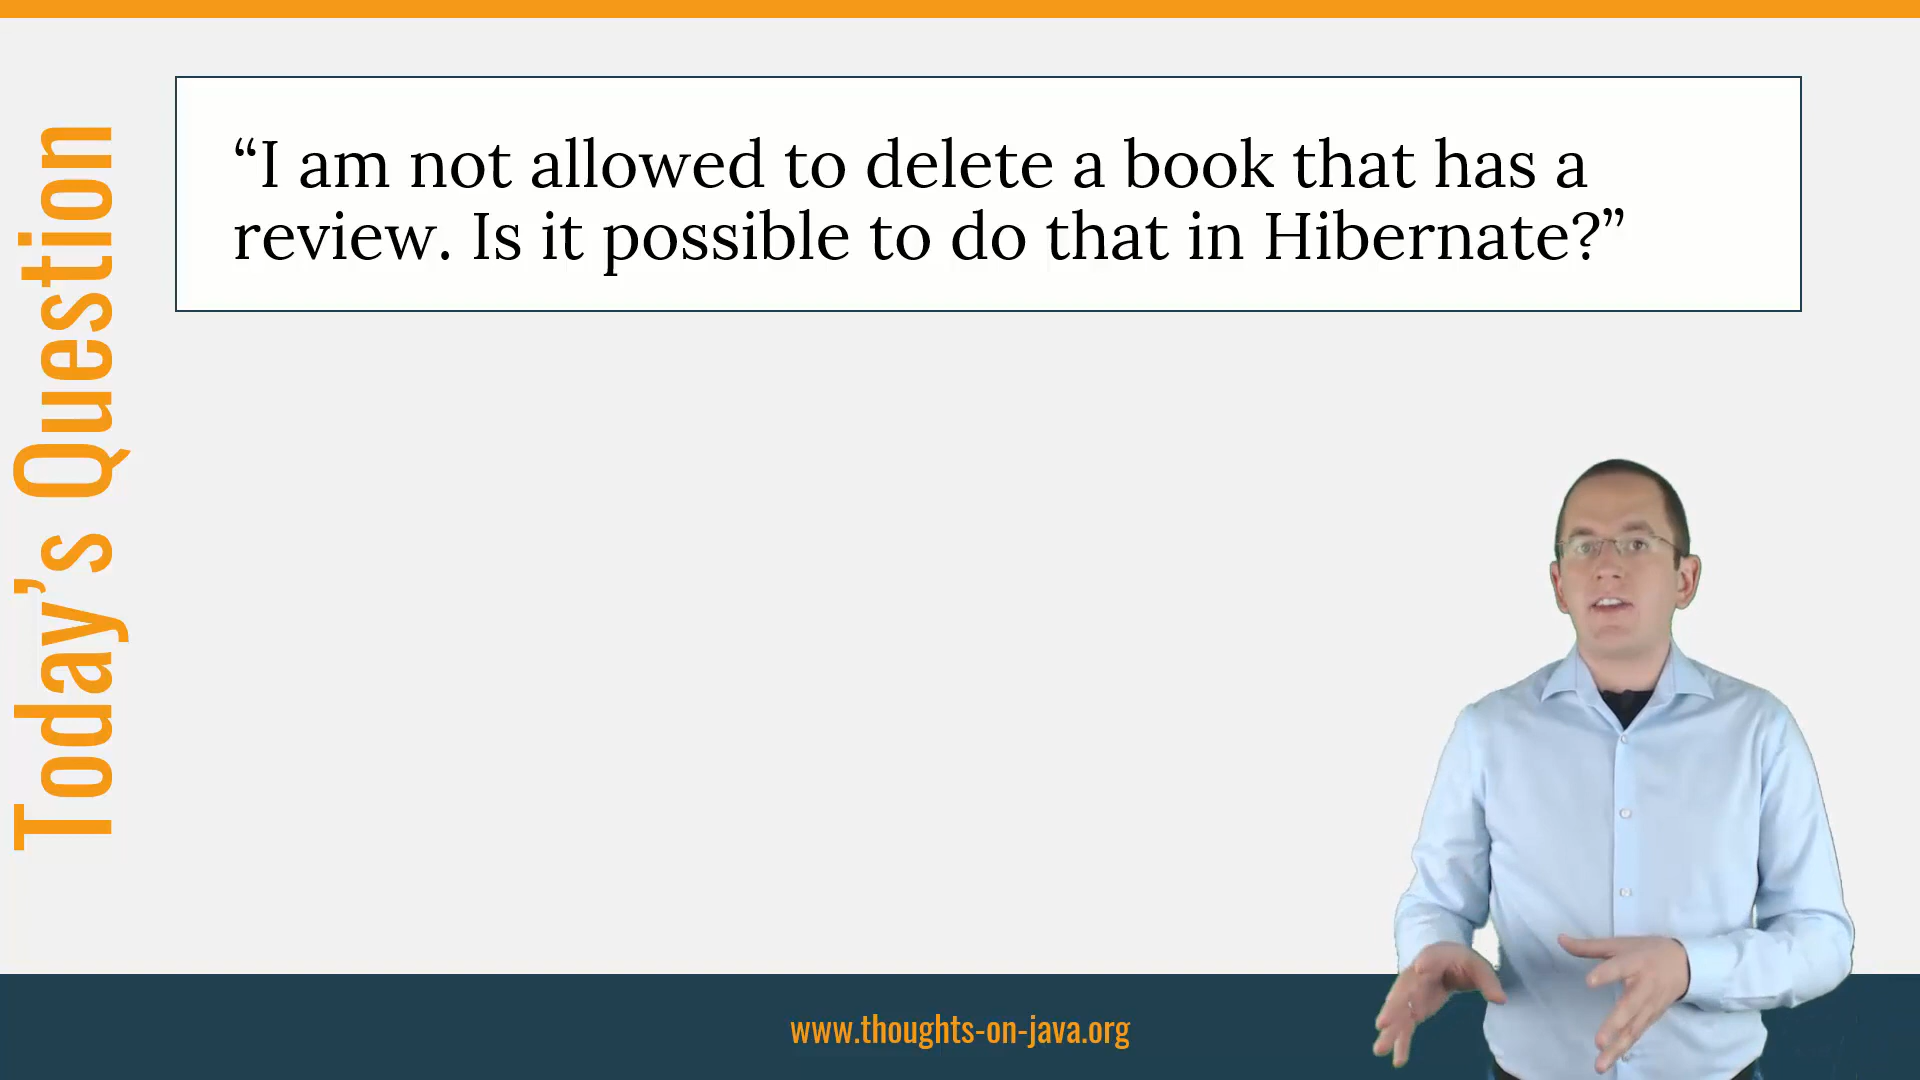 Today's Question
“I am not allowed to delete a book that has a
review. Is it possible to do that in Hibernate?”
www.thoughts-on-java.org